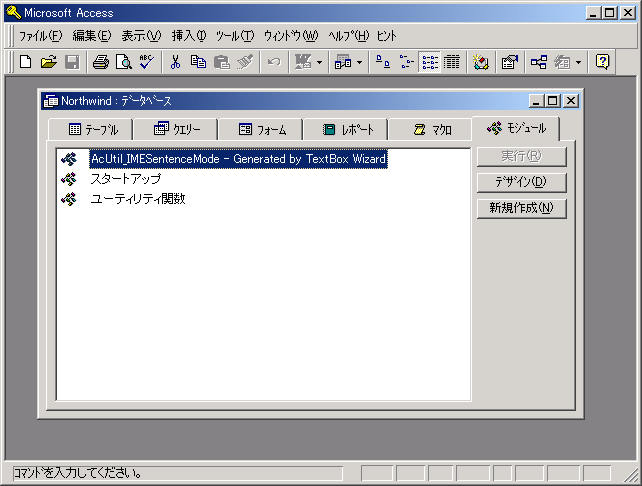 Microsoft Access
ファイル(F) 編集(E) 表示(V) 挿入(I) ツール(T) ウィンドウ(W) ヘルプ(H) ヒント
Northwind : データベース
テーブル クエリー フォーム レポート マクロ モジュール
AcUtil_IMESentenceMode - Generated by TextBox Wizard
スタートアップ
ユーティリティ関数
実行(R)
デザイン(D)
新規作成(N)
コマンドを入力してください。